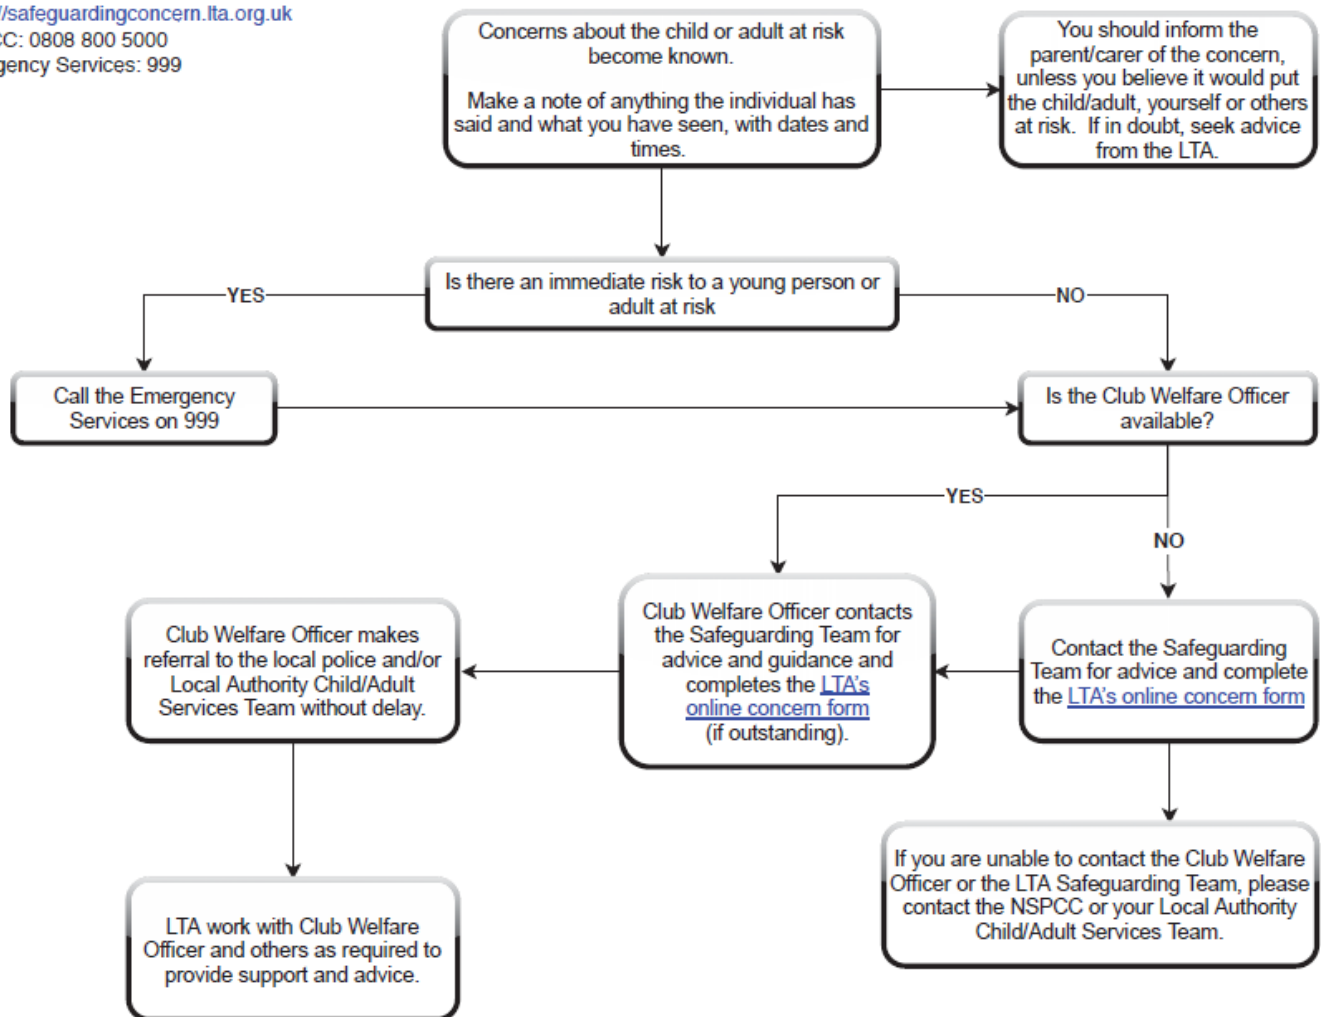 //safeguardingconcern.lta.org.uk
CC: 0808 800 5000
gency Services: 999
Concerns about the child or adult at risk
become known.
Make a note of anything the individual has
said and what you have seen, with dates and
times.
You should inform the
parent/carer of the concern,
unless you believe it would put
the child/adult, yourself or others
at risk. If in doubt, seek advice
from the LTA.
Is there an immediate risk to a young person or
adult at risk
YES
NO
Call the Emergency
Services on 999
Is the Club Welfare Officer
available?
YES
NO
Club Welfare Officer makes
referral to the local police and/or
Local Authority Child/Adult
Services Team without delay.
Club Welfare Officer contacts
the Safeguarding Team for
advice and guidance and
completes the LTA's
online concern form
(if outstanding).
Contact the Safeguarding
Team for advice and complete
the LTA's online concern form
If you are unable to contact the Club Welfare
Officer or the LTA Safeguarding Team, please
contact the NSPCC or your Local Authority
Child/Adult Services Team.
LTA work with Club Welfare
Officer and others as required to
provide support and advice.